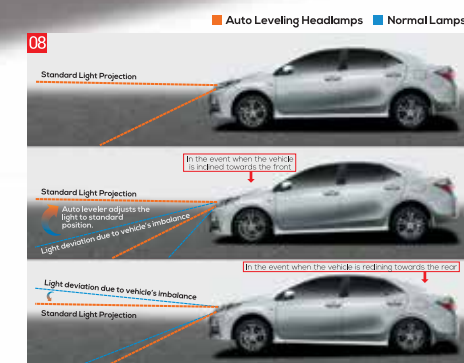 Auto Leveling Headlamps Normal Lamps
08
Standard Light Projection
In the event when the vehicle
is inclined towards the front
Standard Light Projection
Auto leveler adjusts the
light to standard
position.
Light deviation due to vehicle's imbalance
In the event when the vehicle is reclining towards the rear
Light deviation due to vehicle's imbalance
Standard Light Projection